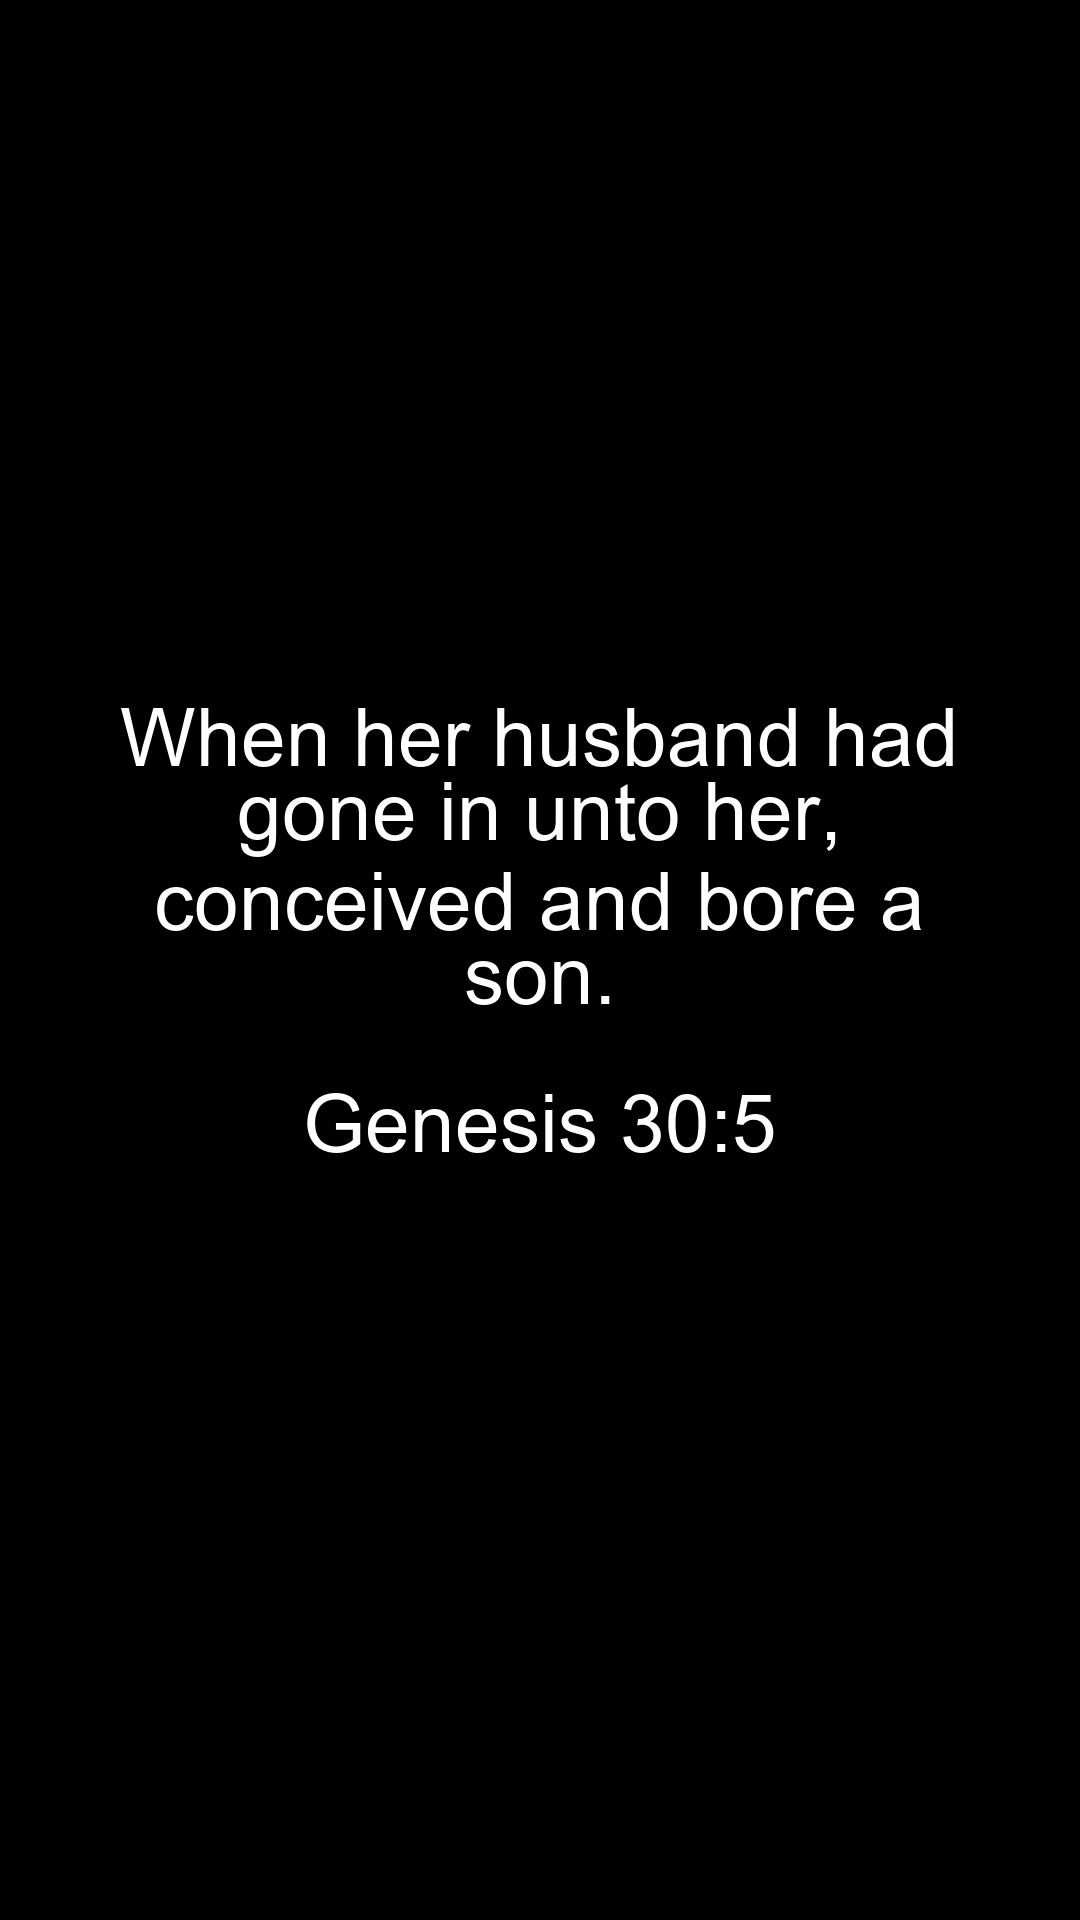 When her husband had
gone in unto her,
conceived and bore a
son.
Genesis 30:5